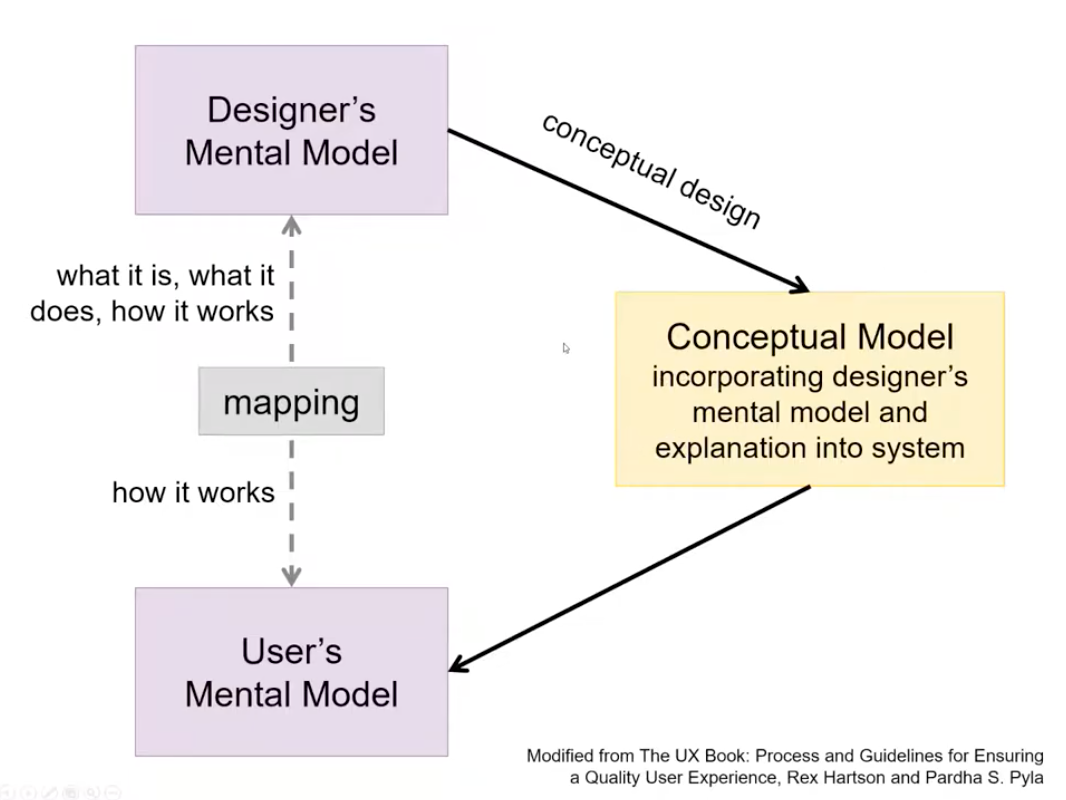 Designer’s
Mental Model
conceptual design
what it is, what it
does, how it works
mapping
how it works
Conceptual Model
incorporating designer’s
mental model and
explanation into system
User’s
Mental Model
Modified from The UX Book: Process and Guidelines for Ensuring
a Quality User Experience, Rex Hartson and Pardha S. Pyla